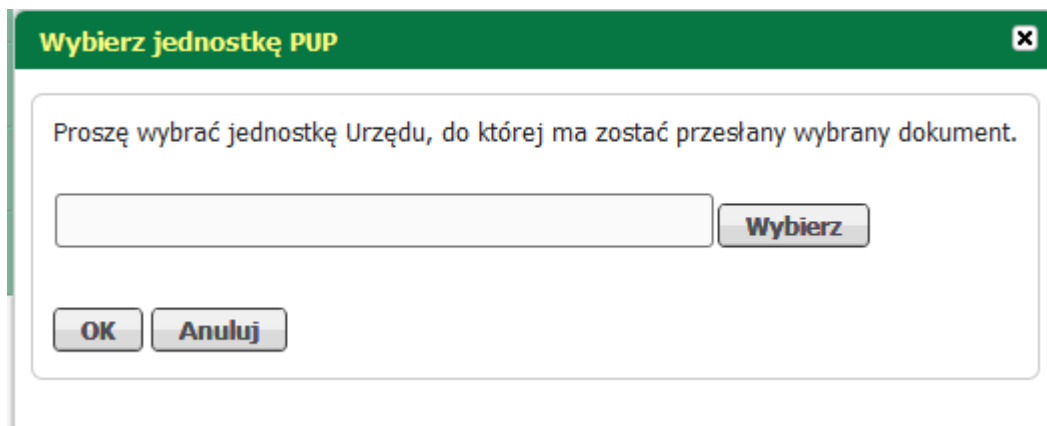 Wybierz jednostkę PUP
Proszę wybrać jednostkę Urzędu, do której ma zostać przesłany wybrany dokument.
Wybierz
OK Anuluj